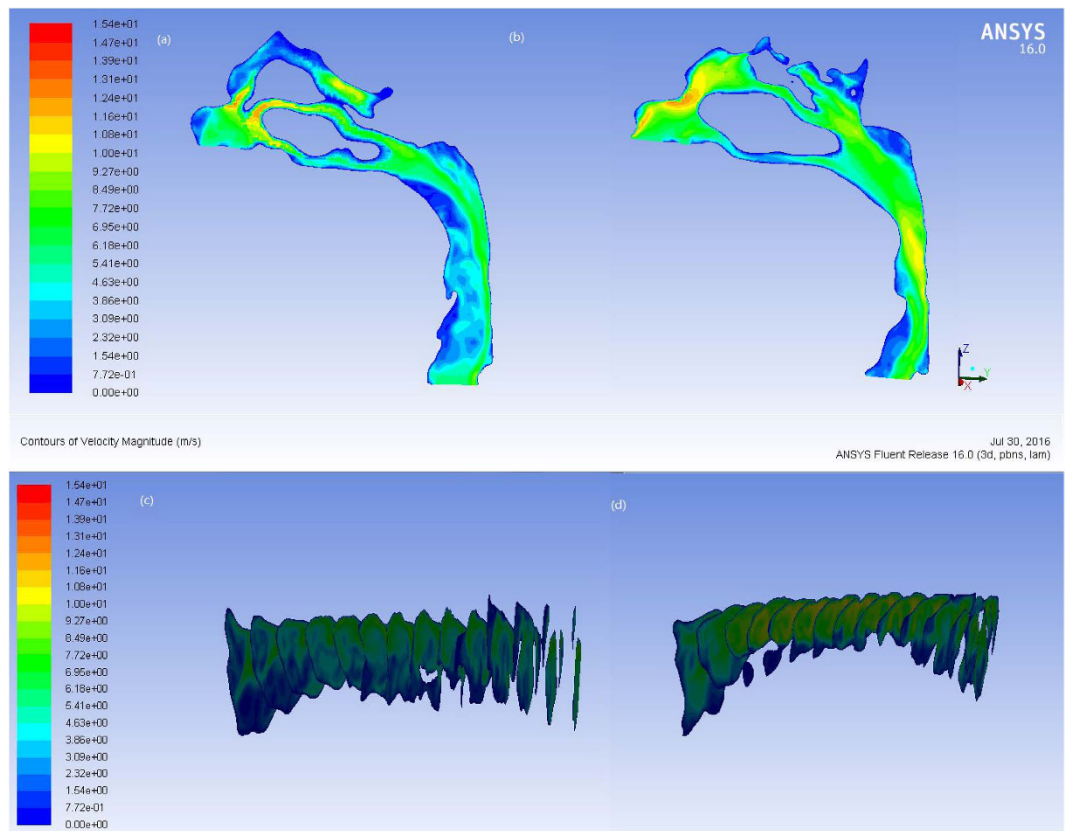 1.54e+01
1.47e+01
1.39e+01
1.31e+01
1.24e+01
1.16e+01
1.08e+01
1.00e+01
9.27e+00
8.49e+00
7.72e+00
6.95e+00
6.18e+00
5.41e+00
4.63e+00
3.86e+00
3.09e+00
2.32e+00
1.54e+00
7.72e-01
0.00e+00
(a)
(b)
ANSYS
16.0
Z
Y
X
Contours of Velocity Magnitude (m/s)
Jul 30, 2016
ANSYS Fluent Release 16.0 (3d, pbns, lam)
1.54e+01
1.47e+01
1.39e+01
1.31e+01
1.24e+01
1.16e+01
1.08e+01
1.00e+01
9.27e+00
8.49e+00
7.72e+00
6.95e+00
6.18e+00
5.41e+00
4.63e+00
3.86e+00
3.09e+00
2.32e+00
1.54e+00
7.72e-01
0.00e+00
(c)
(d)